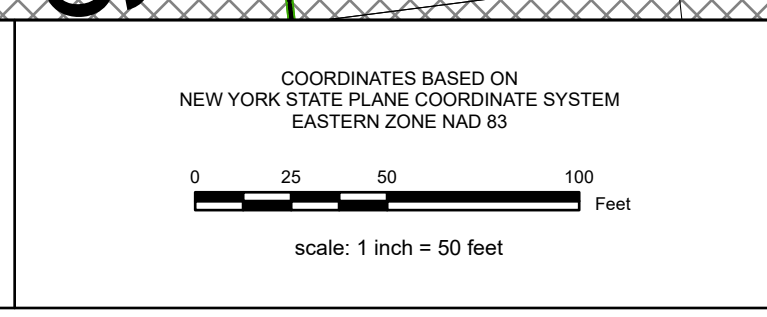 COORDINATES BASED ON
NEW YORK STATE PLANE COORDINATE SYSTEM
EASTERN ZONE NAD 83
0 25 50 100
Feet
scale: 1 inch = 50 feet